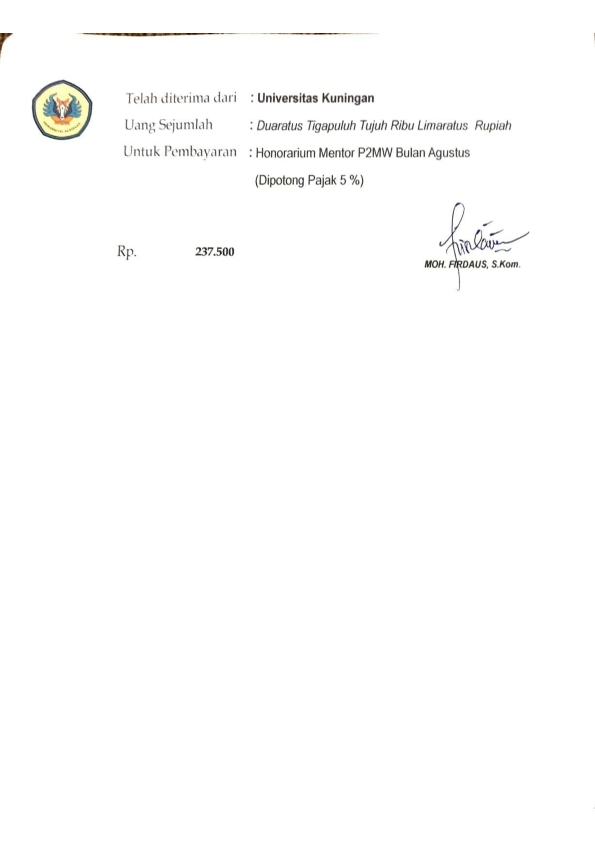 Telah diterima dari : Universitas Kuningan
Uang Sejumlah : Duaratus Tigapuluh Tujuh Ribu Limaratus Rupiah
Untuk Pembayaran : Honorarium Mentor P2MW Bulan Agustus
(Dipotong Pajak 5 %)
Rp. 237.500
MOH. FIRDAUS, S.Kom.